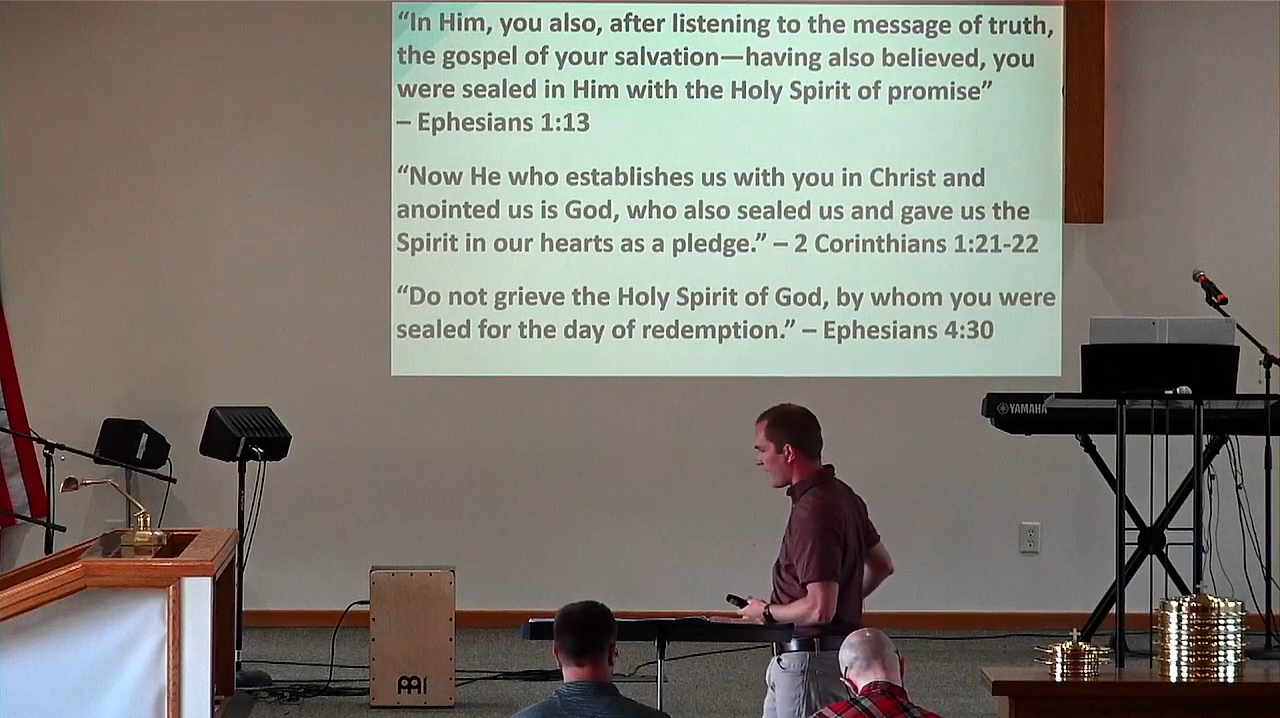 “In Him, you also, after listening to the message of truth,
the gospel of your salvation—having also believed, you
were sealed in Him with the Holy Spirit of promise”
– Ephesians 1:13
“Now He who establishes us with you in Christ and
anointed us is God, who also sealed us and gave us the
Spirit in our hearts as a pledge.” – 2 Corinthians 1:21-22
“Do not grieve the Holy Spirit of God, by whom you were
sealed for the day of redemption.” – Ephesians 4:30
YAMAHA